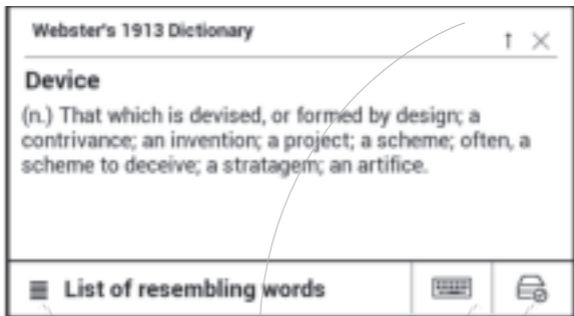 Webster's 1913 Dictionary
Device
(n.) That which is devised, or formed by design; a
contrivance; an invention; a project; a scheme; often, a
scheme to deceive; a stratagem; an artifice.
List of resembling words